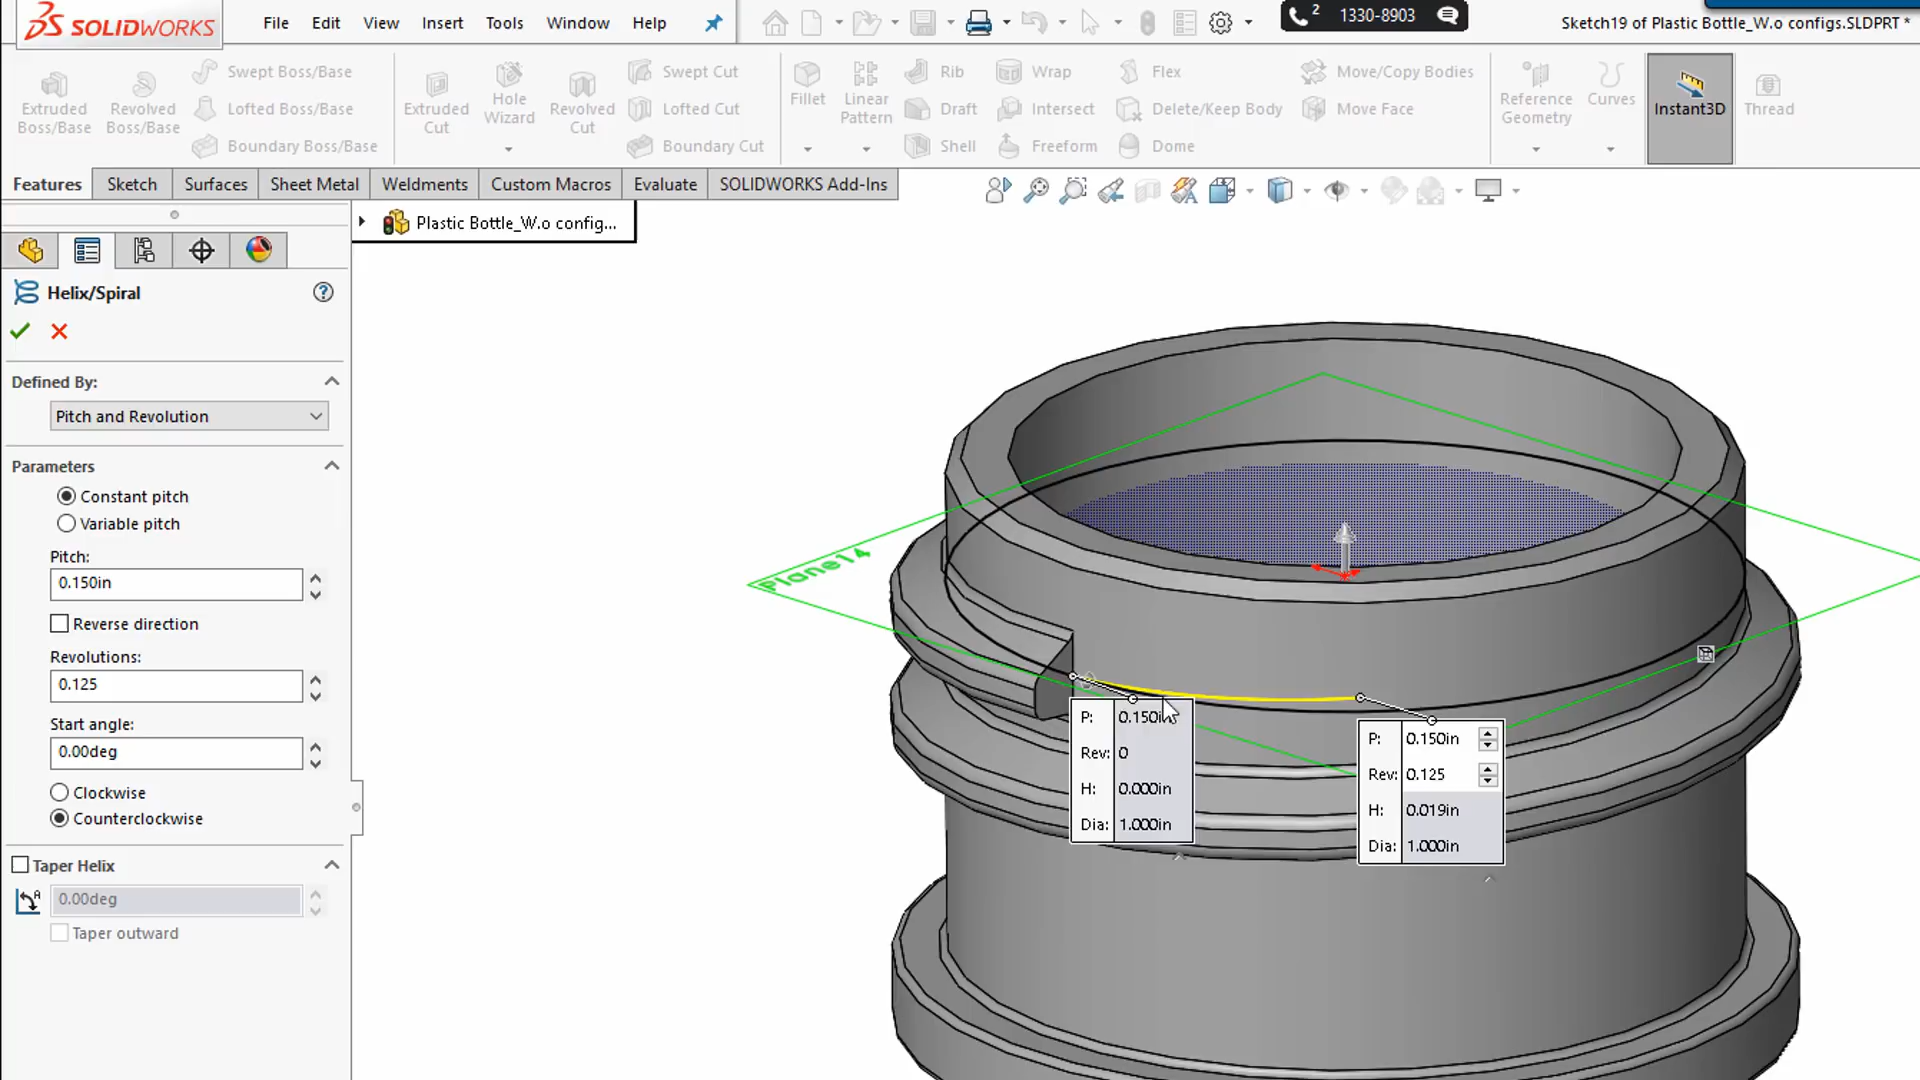 SOLIDWORKS
File Edit View Insert Tools Window Help
2 1330-8903
Sketch19 of Plastic Bottle_W.o configs.SLDPRT *
Extruded Boss/Base
Revolved Boss/Base
Swept Boss/Base
Lofted Boss/Base
Boundary Boss/Base
Extruded Cut
Hole Wizard
Revolved Cut
Swept Cut
Lofted Cut
Boundary Cut
Fillet
Linear Pattern
Rib
Draft
Shell
Wrap
Intersect
Freeform
Flex
Delete/Keep Body
Dome
Move/Copy Bodies
Move Face
Reference Geometry
Curves
Instant3D
Thread
Features Sketch Surfaces Sheet Metal Weldments Custom Macros Evaluate SOLIDWORKS Add-Ins
Plastic Bottle_W.o config...
Helix/Spiral
Defined By:
Pitch and Revolution
Parameters
Constant pitch
Variable pitch
Pitch:
0.150in
Reverse direction
Revolutions:
0.125
Start angle:
0.00deg
Clockwise
Counterclockwise
Taper Helix
0.00deg
Taper outward
Plane14
P: 0.150in
Rev: 0
H: 0.000in
Dia: 1.000in
P: 0.150in
Rev: 0.125
H: 0.019in
Dia: 1.000in